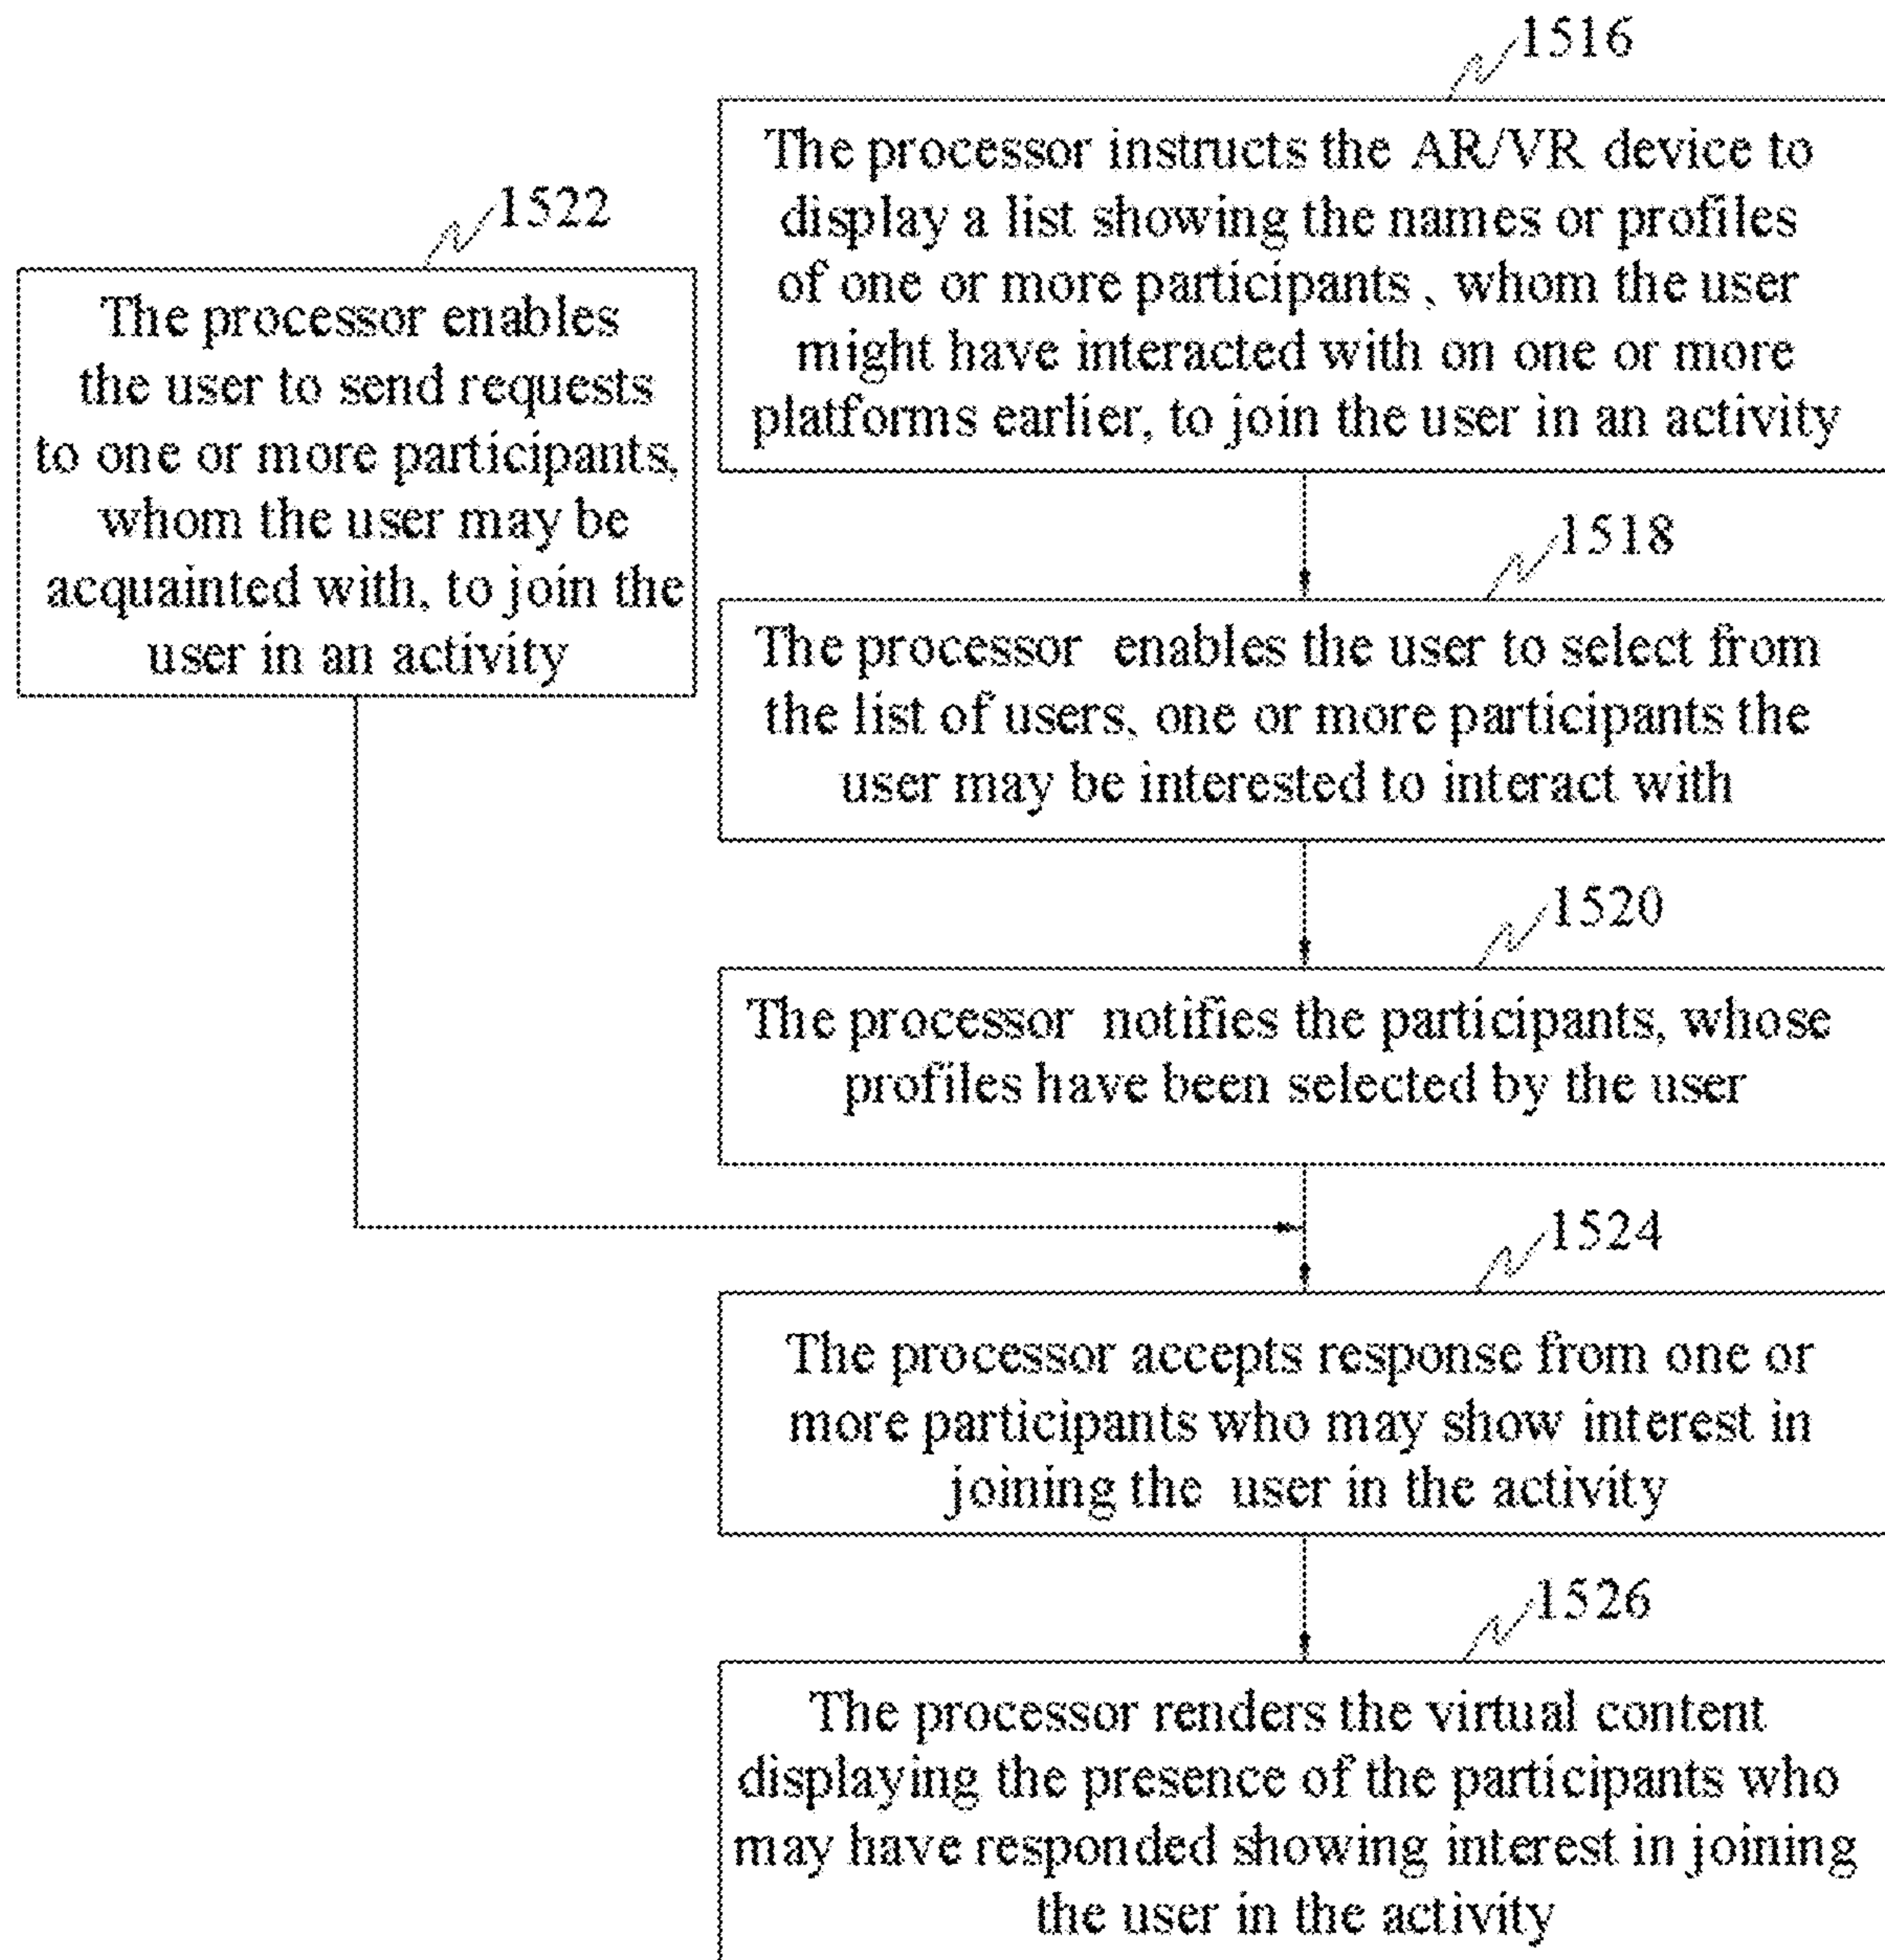 1516
The processor instructs the AR/VR device to
display a list showing the names or profiles
of one or more participants , whom the user
might have interacted with on one or more
platforms earlier, to join the user in an activity
1522
The processor enables
the user to send requests
to one or more participants,
whom the user may be
acquainted with, to join the
user in an activity
1518
The processor enables the user to select from
the list of users, one or more participants the
user may be interested to interact with
1520
The processor notifies the participants, whose
profiles have been selected by the user
1524
The processor accepts response from one or
more participants who may show interest in
joining the user in the activity
1526
The processor renders the virtual content
displaying the presence of the participants who
may have responded showing interest in joining
the user in the activity